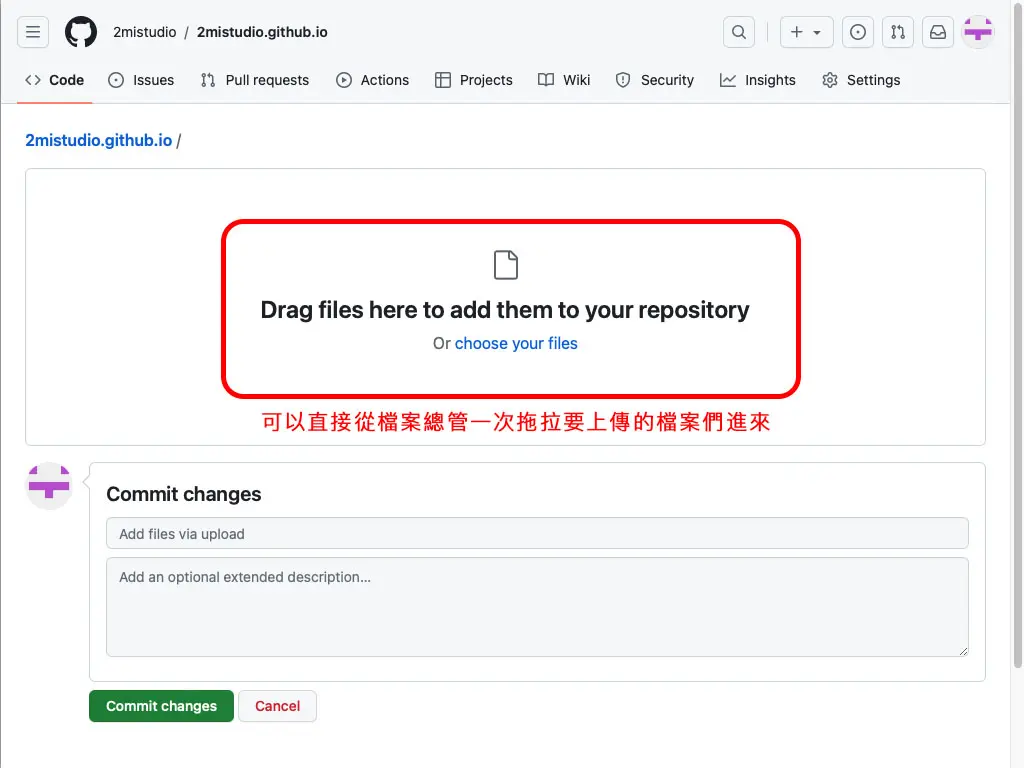 2mistudio / 2mistudio.github.io
Code Issues Pull requests Actions Projects Wiki Security Insights Settings
2mistudio.github.io /
Drag files here to add them to your repository
Or choose your files
可以直接從檔案總管一次拖拉要上傳的檔案們進來
Commit changes
Add files via upload
Add an optional extended description...
Commit changes Cancel